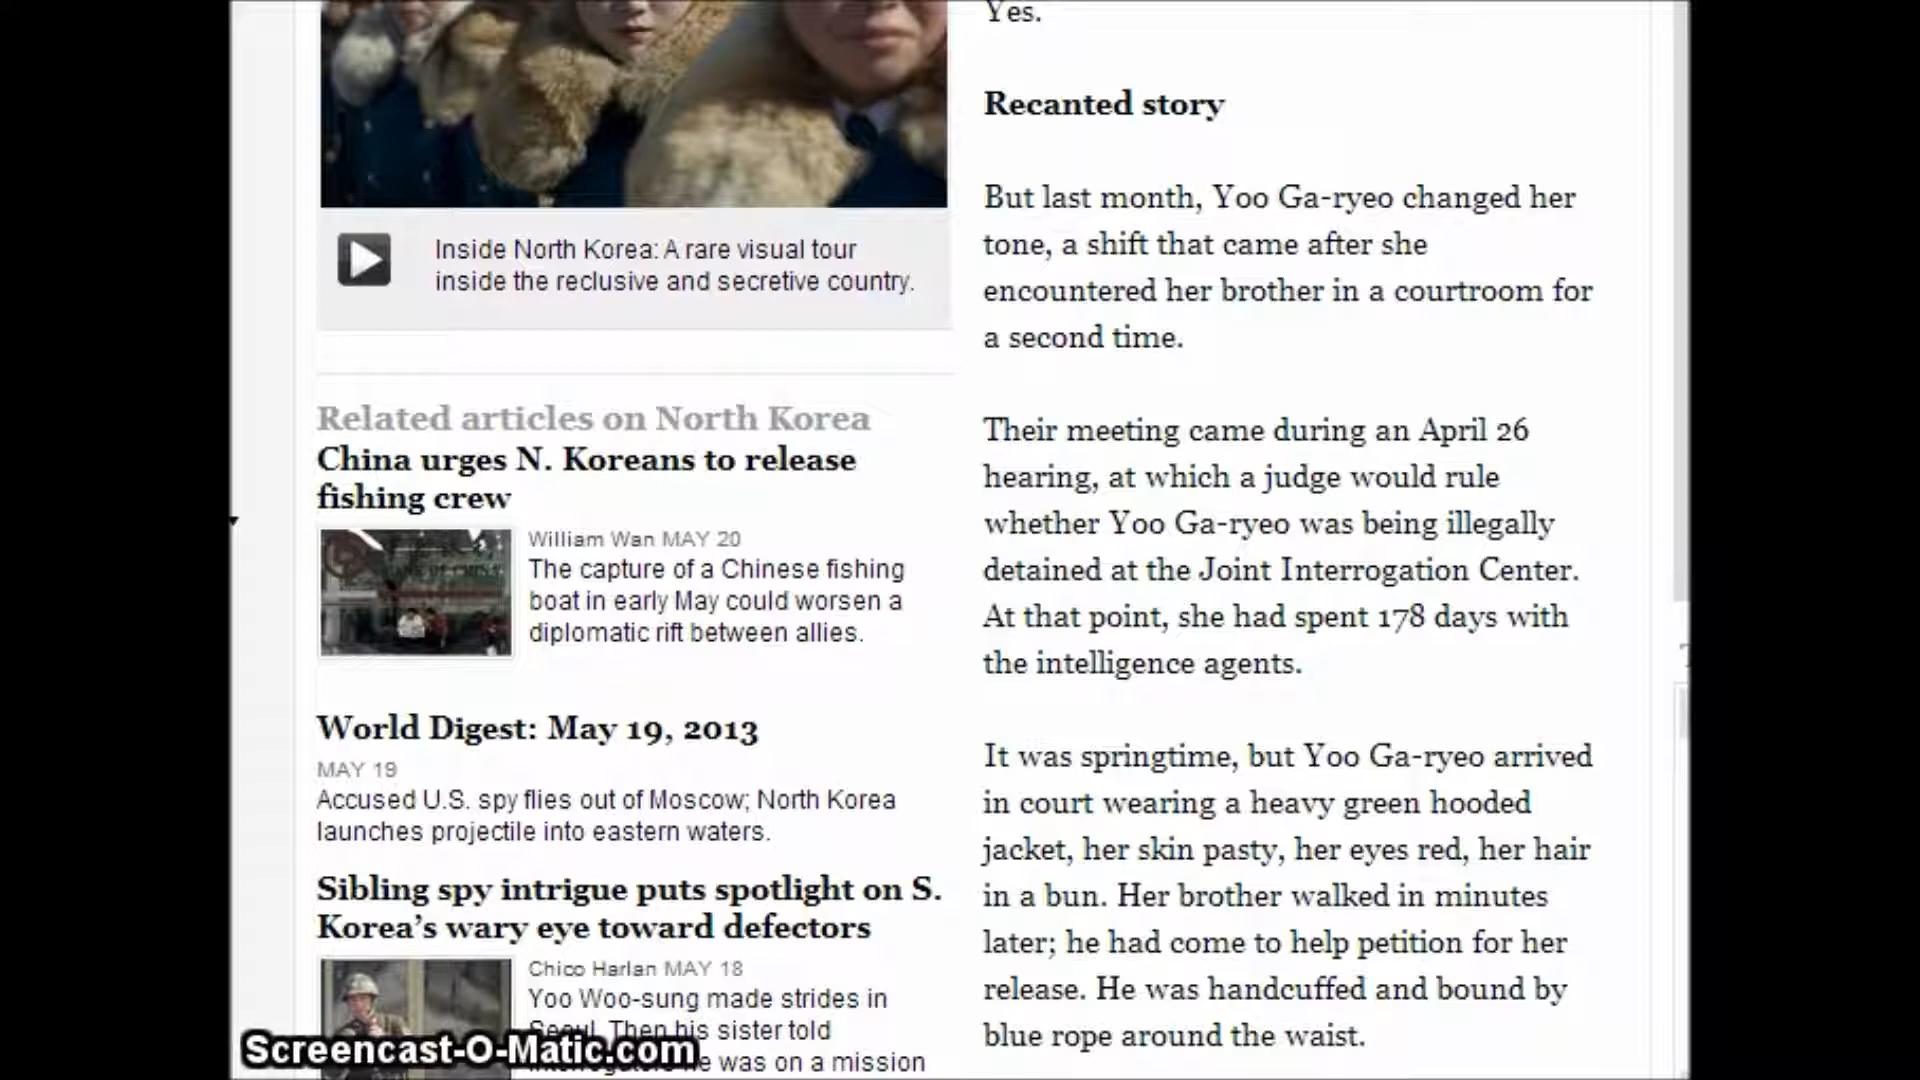 Inside North Korea: A rare visual tour
inside the reclusive and secretive country.
Related articles on North Korea
China urges N. Koreans to release
fishing crew
William Wan MAY 20
The capture of a Chinese fishing
boat in early May could worsen a
diplomatic rift between allies.
World Digest: May 19, 2013
MAY 19
Accused U.S. spy flies out of Moscow; North Korea
launches projectile into eastern waters.
Sibling spy intrigue puts spotlight on S.
Korea's wary eye toward defectors
Chico Harlan MAY 18
Yoo Woo-sung made strides in
Seoul. Then his sister told
he was on a mission
Screencast-O-Matic.com
Yes.
Recanted story
But last month, Yoo Ga-ryeo changed her
tone, a shift that came after she
encountered her brother in a courtroom for
a second time.
Their meeting came during an April 26
hearing, at which a judge would rule
whether Yoo Ga-ryeo was being illegally
detained at the Joint Interrogation Center.
At that point, she had spent 178 days with
the intelligence agents.
It was springtime, but Yoo Ga-ryeo arrived
in court wearing a heavy green hooded
jacket, her skin pasty, her eyes red, her hair
in a bun. Her brother walked in minutes
later; he had come to help petition for her
release. He was handcuffed and bound by
blue rope around the waist.